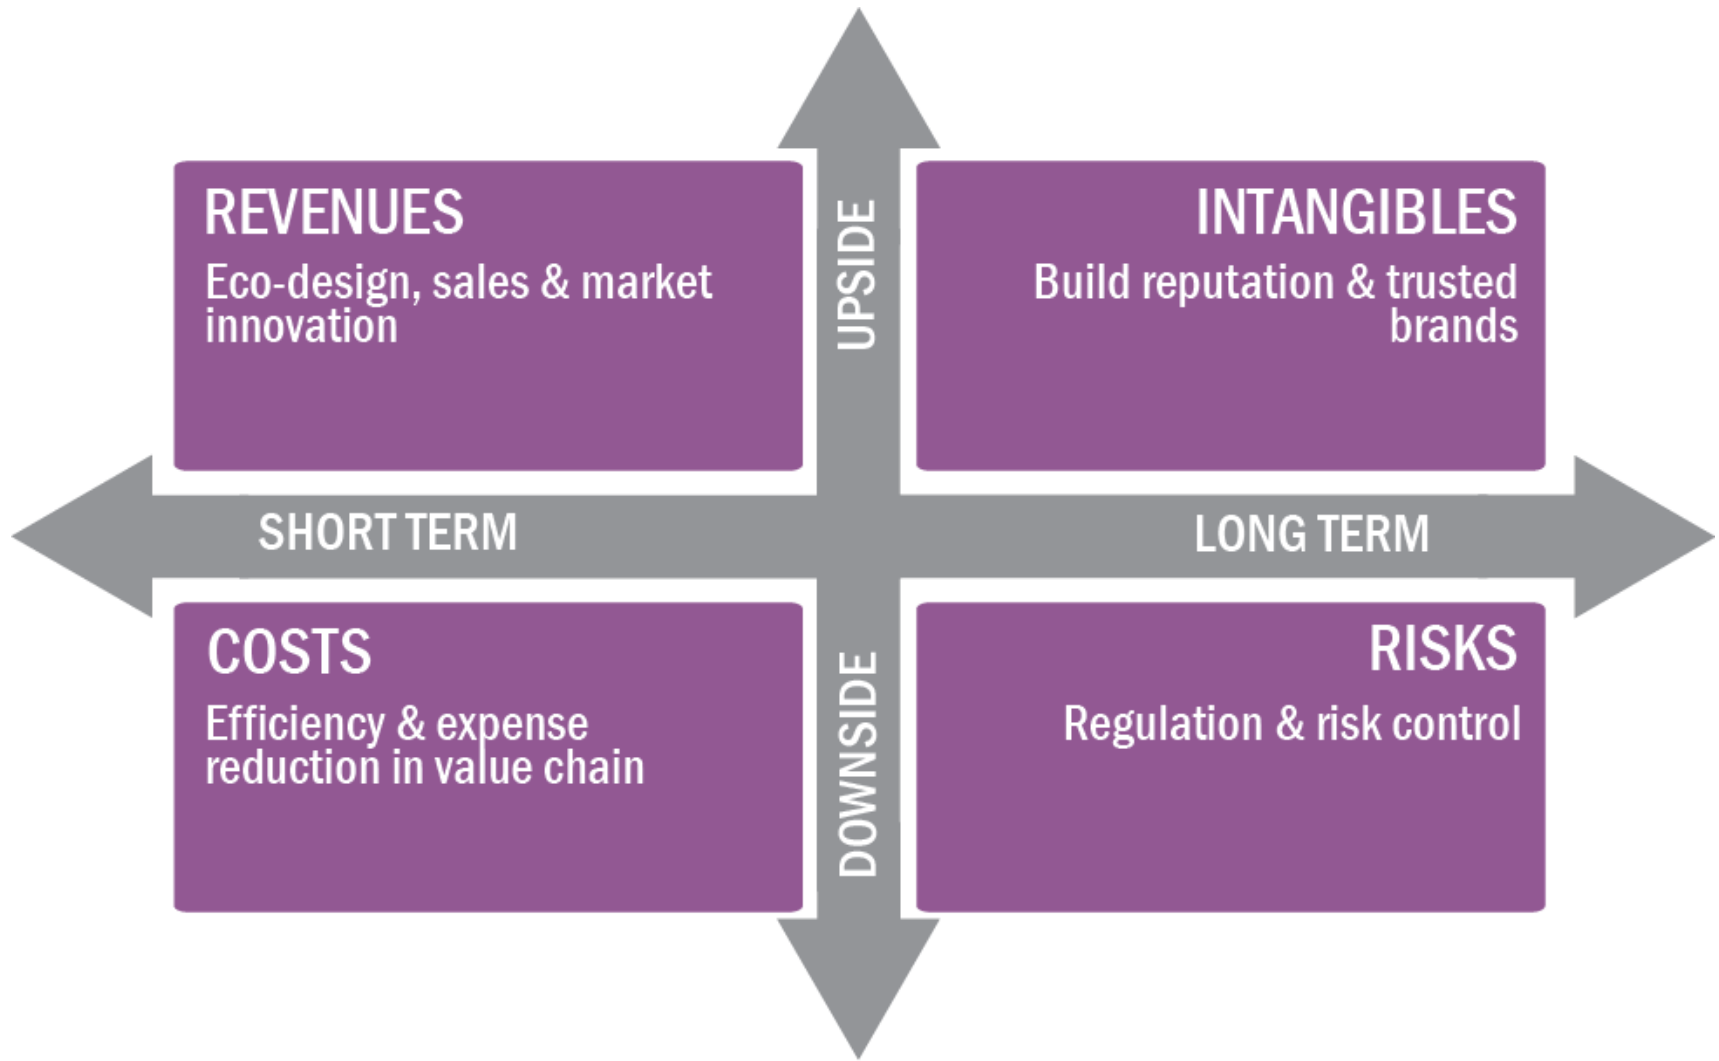 REVENUES
Eco-design, sales & market
innovation
UPSIDE
INTANGIBLES
Build reputation & trusted
brands
SHORT TERM
LONG TERM
COSTS
Efficiency & expense
reduction in value chain
DOWNSIDE
RISKS
Regulation & risk control